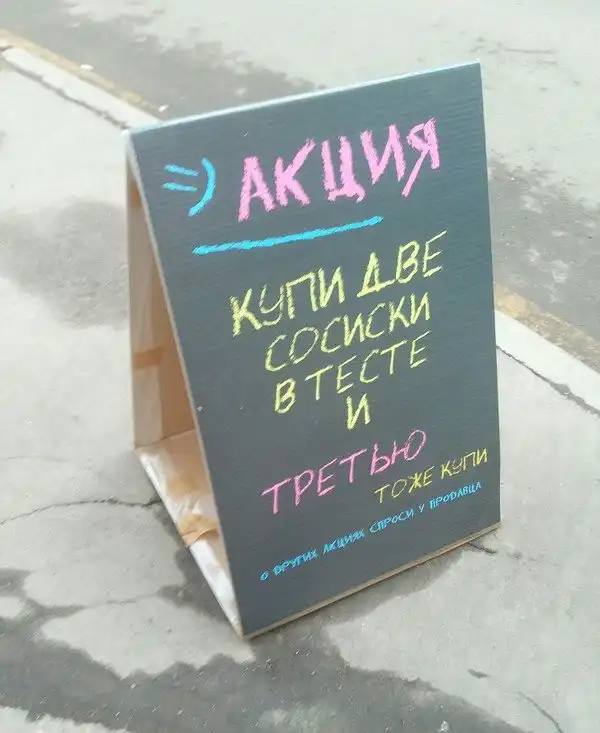 =) АКЦИЯ
КУПИ ДВЕ
СОСИСКИ
В ТЕСТЕ
И
ТРЕТЬЮ
ТОЖЕ КУПИ
О ДРУГИХ АКЦИЯХ СПРОСИ У ПРОДАВЦА